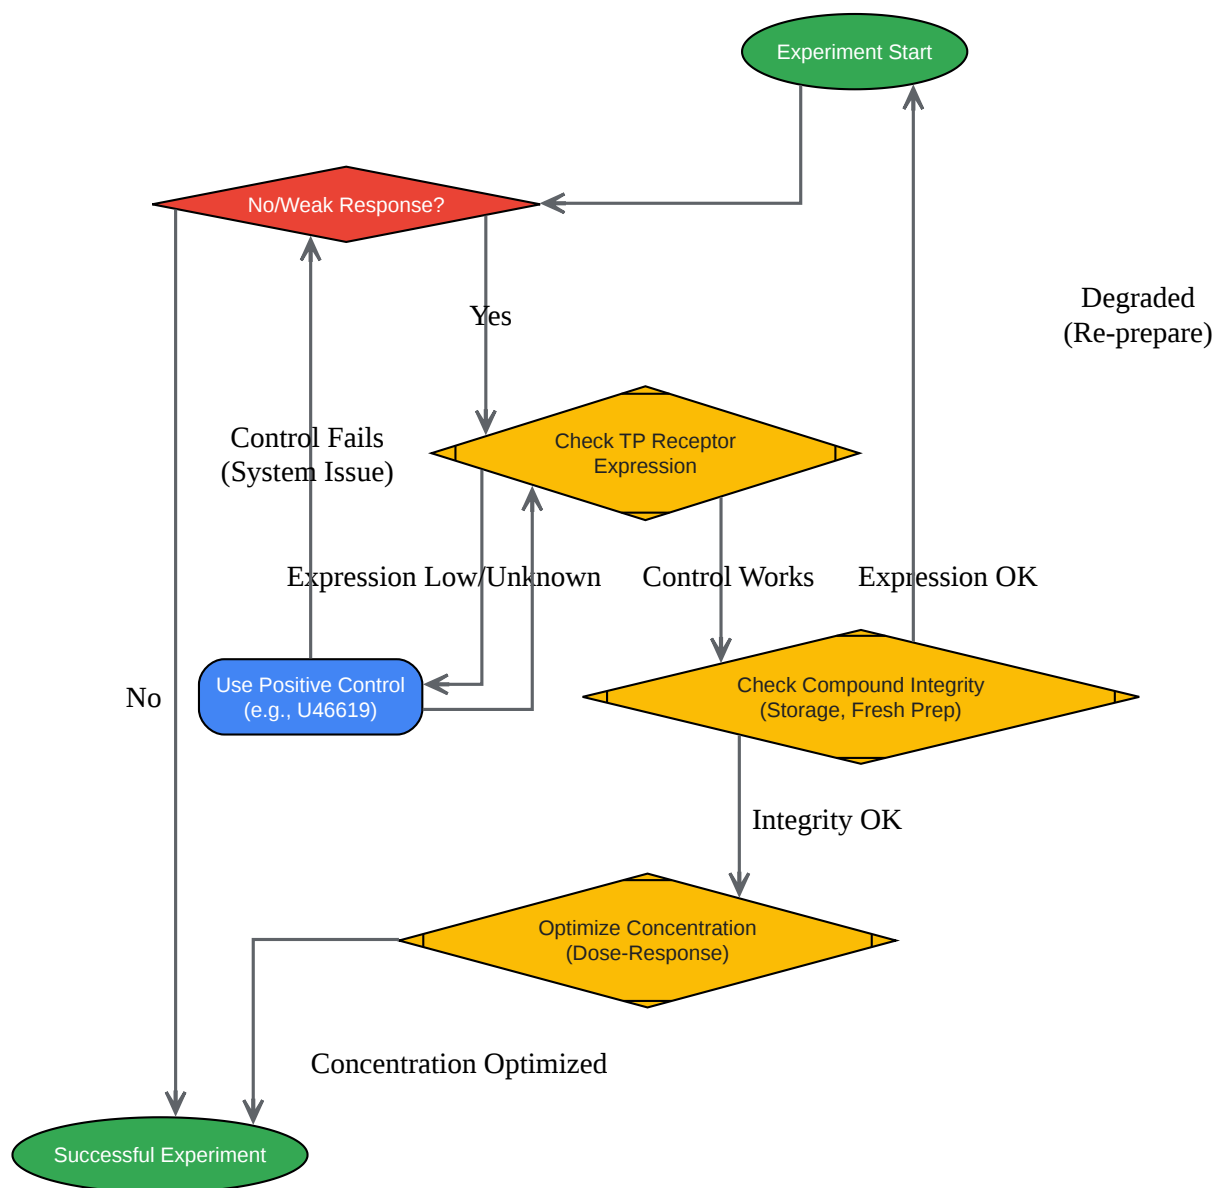 Experiment Start
No/Weak Response?
Degraded
(Re-prepare)
Yes
Control Fails
(System Issue)
Check TP Receptor
Expression
Expression Low/Unknown
Control Works
Expression OK
No
Use Positive Control
(e.g., U46619)
Check Compound Integrity
(Storage, Fresh Prep)
Integrity OK
Optimize Concentration
(Dose-Response)
Concentration Optimized
Successful Experiment